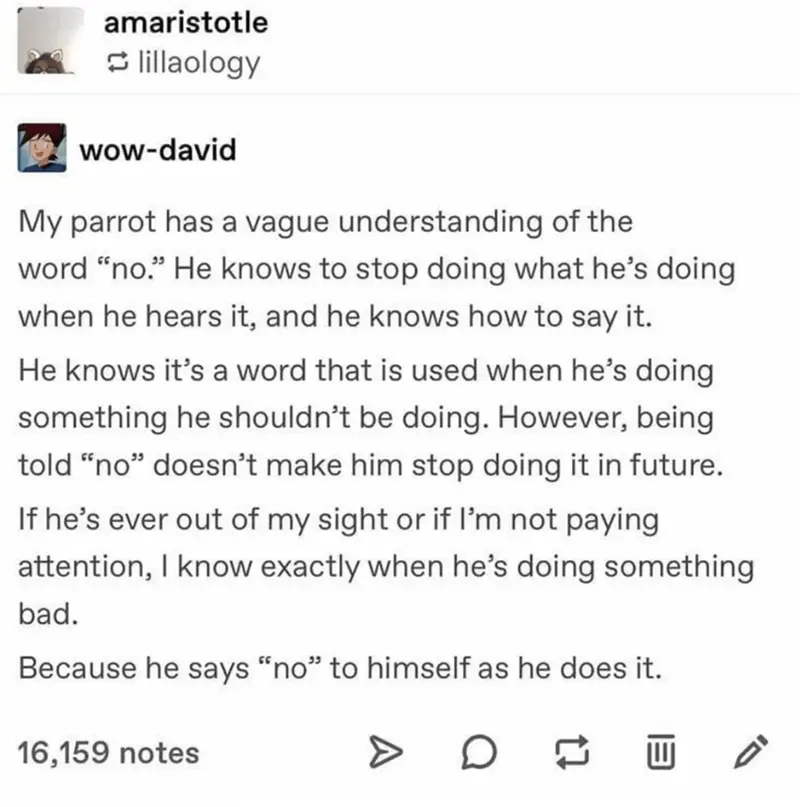 amaristotle
lillaology
wow-david
My parrot has a vague understanding of the
word “no.” He knows to stop doing what he’s doing
when he hears it, and he knows how to say it.
He knows it’s a word that is used when he’s doing
something he shouldn’t be doing. However, being
told “no” doesn’t make him stop doing it in future.
If he’s ever out of my sight or if I’m not paying
attention, I know exactly when he’s doing something
bad.
Because he says “no” to himself as he does it.
16,159 notes